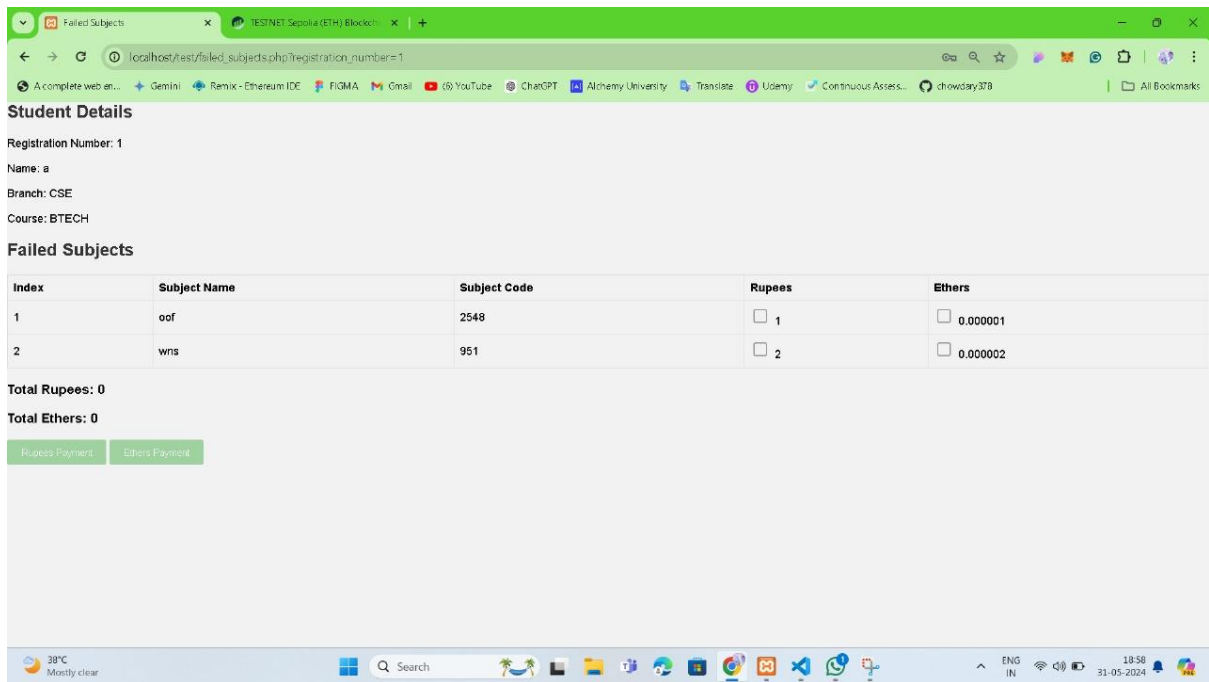 Failed Subjects
TESTNET Sepolia (ETH) Blockch
localhost/test/failed_subjects.php?registration_number=1
A complete web an... Gemini Remix - Ethereum IDE FIGMA Gmail (6) YouTube ChatGPT Alchemy University Translate Udemy Continuous Assess... chowdary378 All Bookmarks
Student Details
Registration Number: 1
Name: a
Branch: CSE
Course: BTECH
Failed Subjects
Index Subject Name Subject Code Rupees Ethers
1 oof 2548 1 0.000001
2 wns 951 2 0.000002
Total Rupees: 0
Total Ethers: 0
Rupees Payment Ethers Payment
38°C
Mostly clear
Search
ENG
IN
18:58
31-05-2024